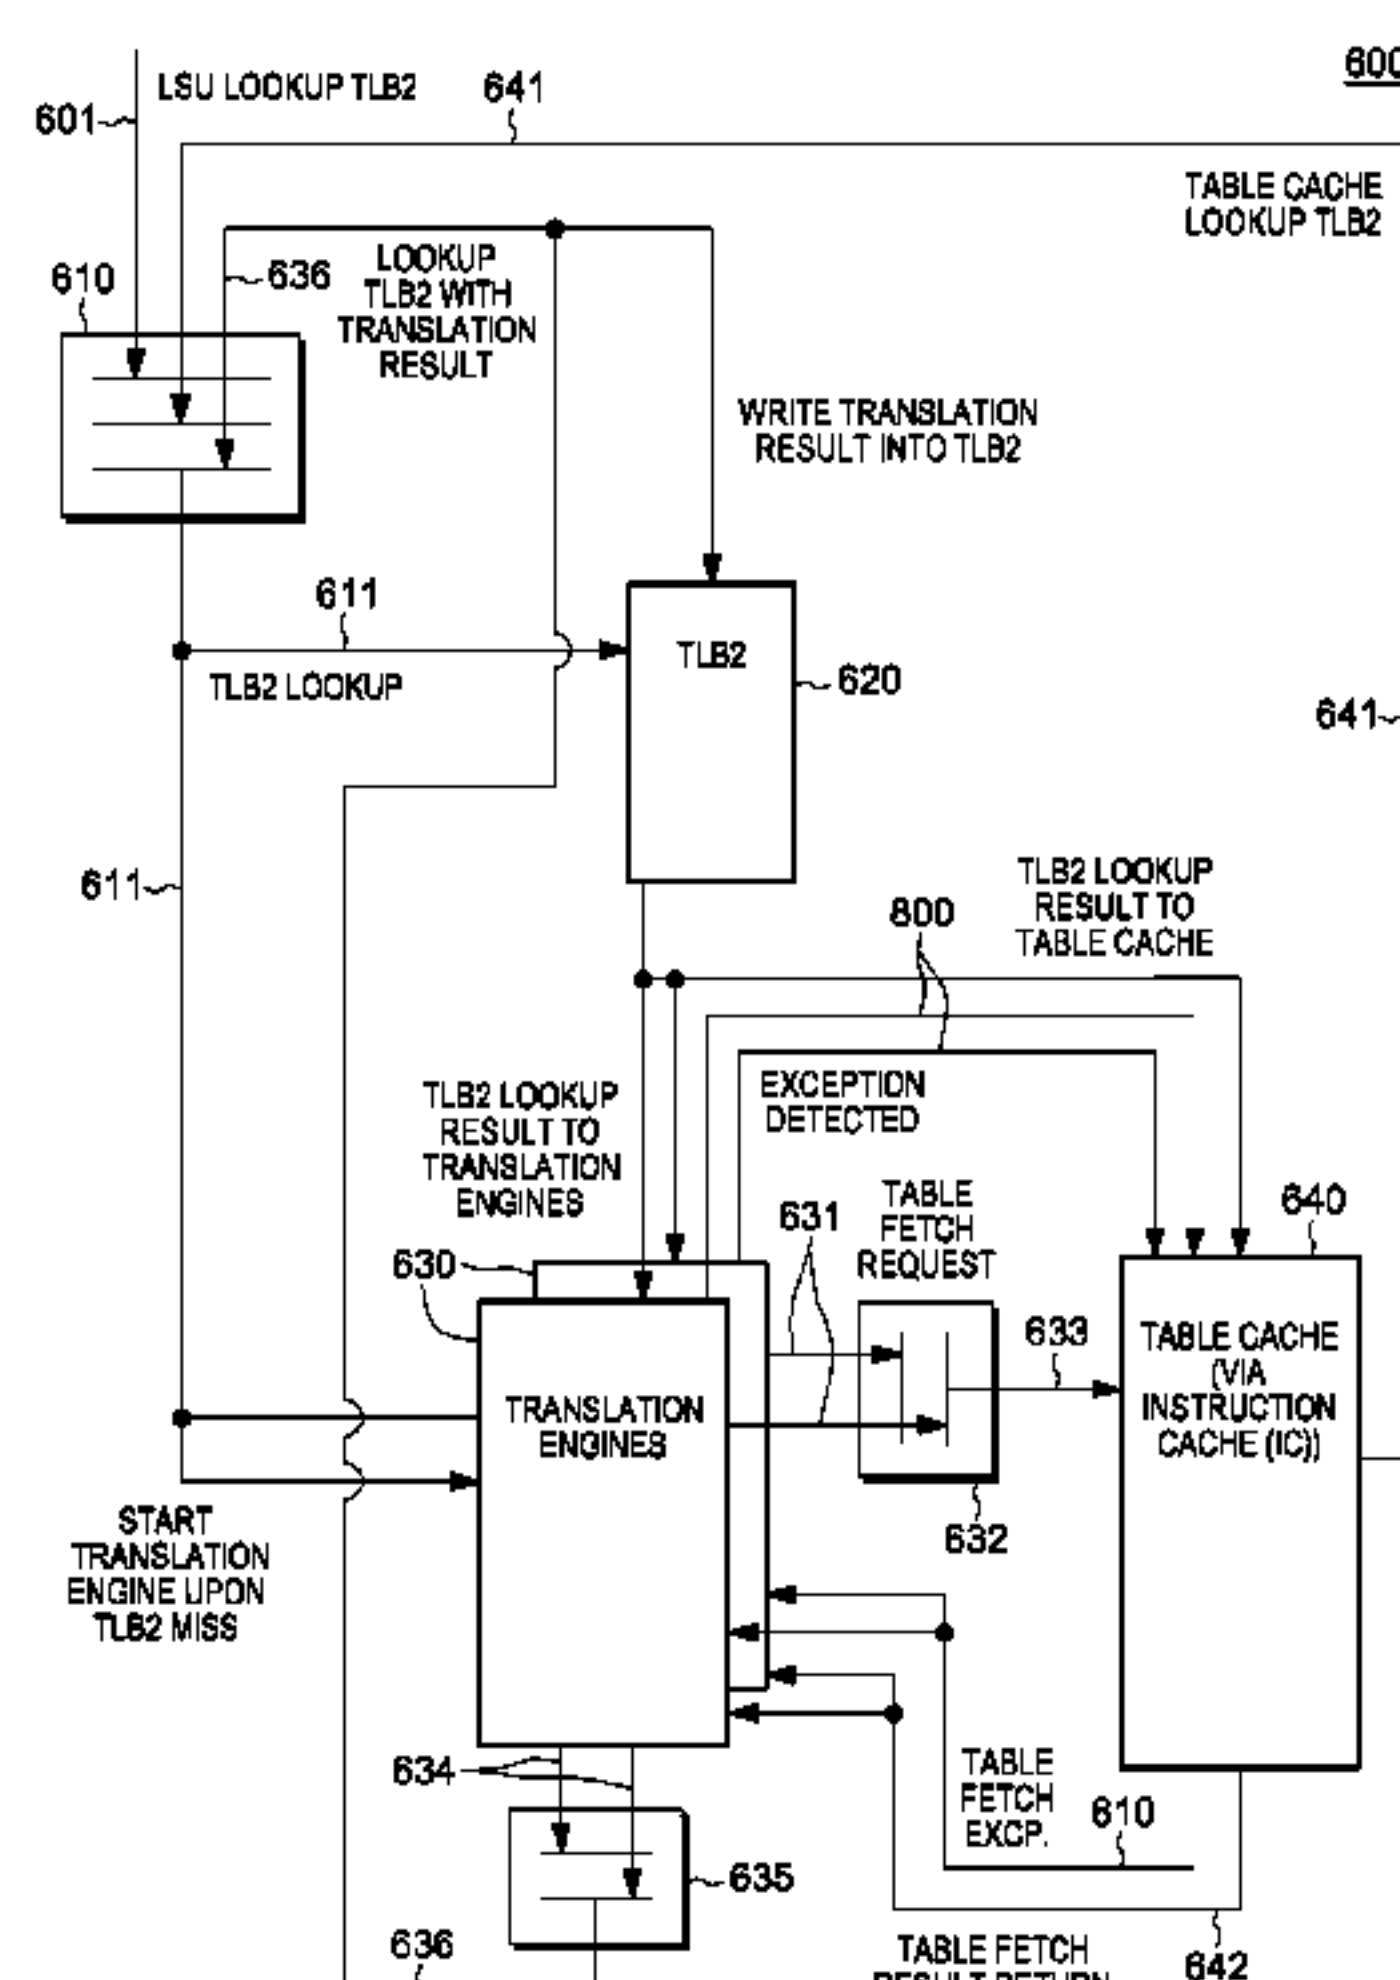 600
LSU LOOKUP TLB2
641
601
TABLE CACHE
LOOKUP TLB2
610
636
LOOKUP
TLB2 WITH
TRANSLATION
RESULT
WRITE TRANSLATION
RESULT INTO TLB2
611
TLB2
TLB2 LOOKUP
620
641
611
TLB2 LOOKUP
RESULT TO
TABLE CACHE
800
EXCEPTION
DETECTED
TLB2 LOOKUP
RESULT TO
TRANSLATION
ENGINES
TABLE
FETCH
REQUEST
631
640
630
633
TABLE CACHE
(VIA
INSTRUCTION
CACHE (IC))
TRANSLATION
ENGINES
632
START
TRANSLATION
ENGINE UPON
TLB2 MISS
634
TABLE
FETCH
EXCP.
810
635
636
TABLE FETCH
RESULT RETURN
642